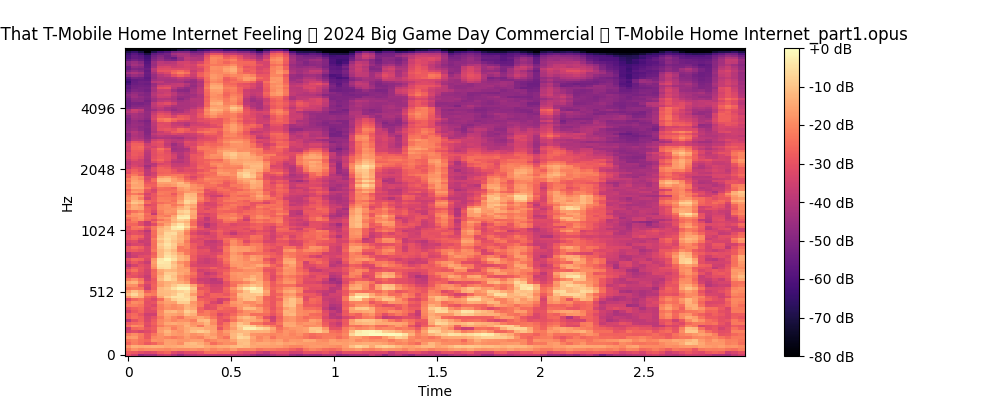 That T-Mobile Home Internet Feeling 2024 Big Game Day Commercial T-Mobile Home Internet_part1.opus
+0 dB
-10 dB
-20 dB
-30 dB
-40 dB
-50 dB
-60 dB
-70 dB
-80 dB
4096
2048
1024
512
0
Hz
0
0.5
1
1.5
2
2.5
Time